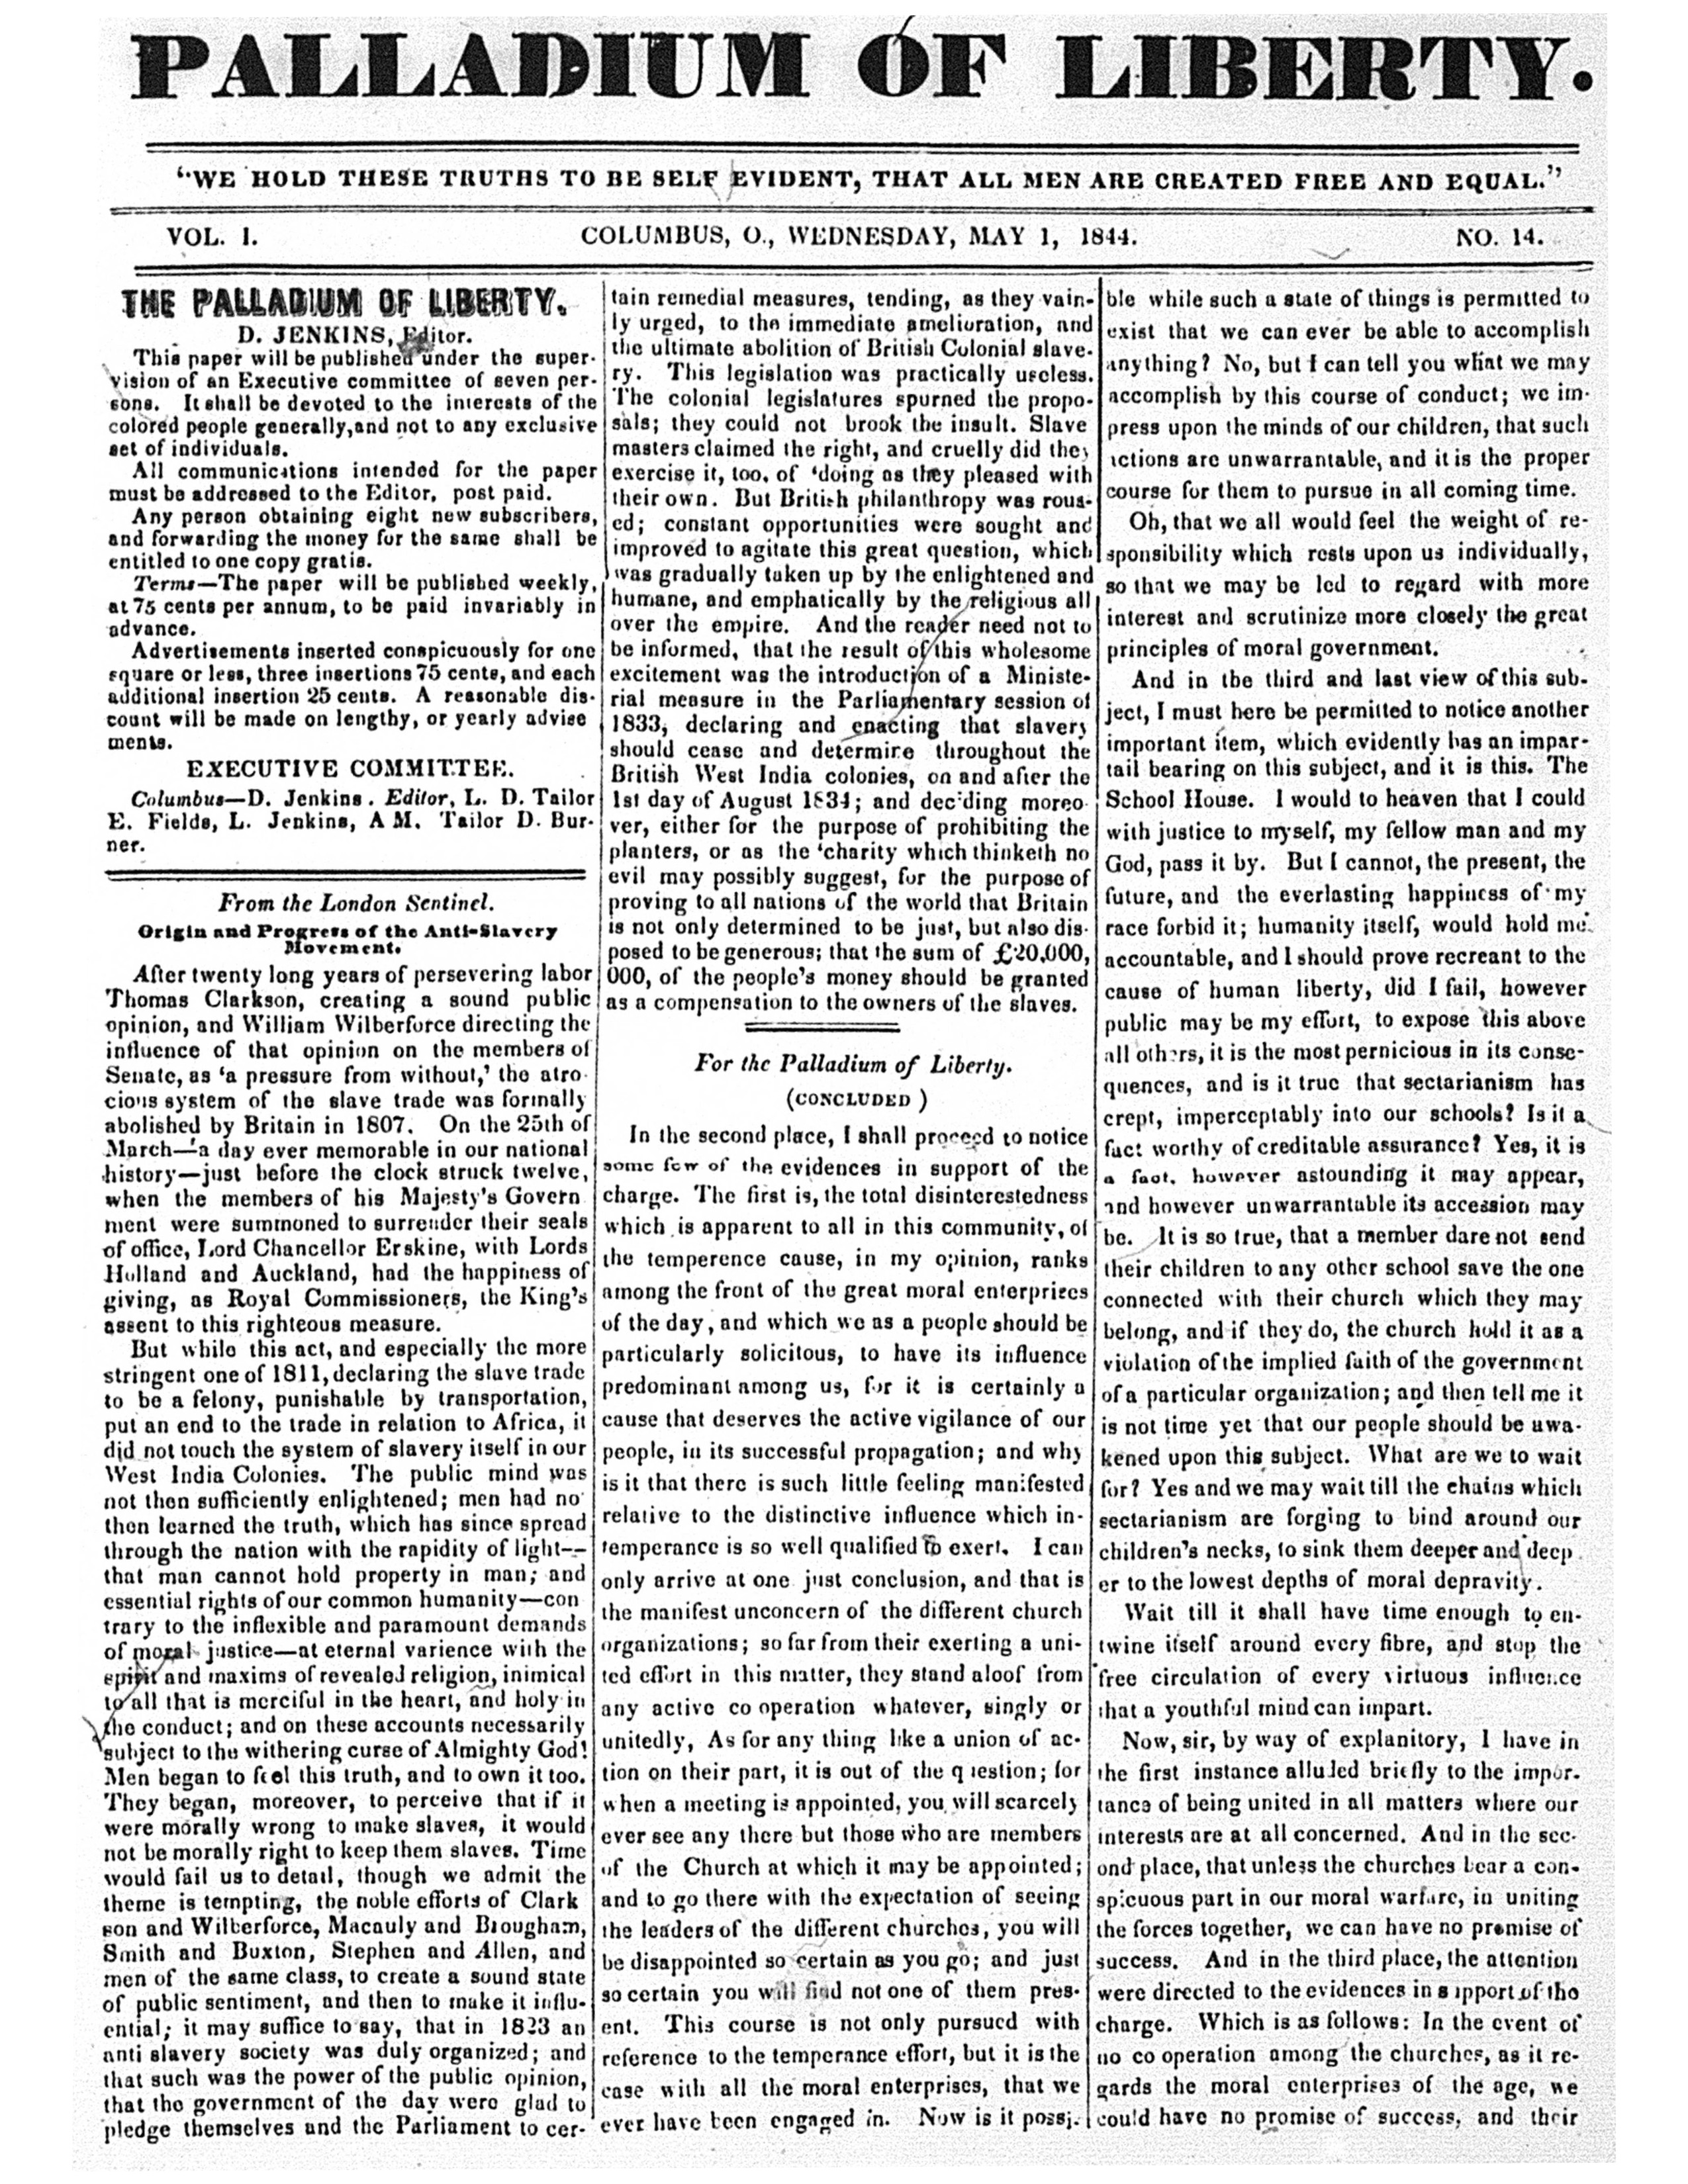 PALLADIUM OF LIBERTY.
"WE HOLD THESE TRUTHS TO BE SELF EVIDENT, THAT ALL MEN ARE CREATED FREE AND EQUAL."
VOL. I.
COLUMBUS, O., WEDNESDAY, MAY 1, 1844.
NO. 14.
THE PALLADIUM OF LIBERTY.
D. JENKINS, Editor.
This paper will be published under the super-
vision of an Executive committee of seven per-
sons. It shall be devoted to the interests of the
colored people generally,and not to any exclusive
set of individuals.
All communications intended for the paper
must be addressed to the Editor, post paid.
Any person obtaining eight new subscribers,
and forwarding the money for the same shall be
entitled to one copy gratis.
Terms—The paper will be published weekly,
at 75 cents per annum, to be paid invariably in
advance.
Advertisements inserted conspicuously for one
square or less, three insertions 75 cents, and each
additional insertion 25 cents. A reasonable dis-
count will be made on lengthy, or yearly advise
ments.
EXECUTIVE COMMITTEE.
Columbus—D. Jenkins. Editor, L. D. Tailor
E. Fields, L. Jenkins, A M. Tailor D. Bur-
ner.
From the London Sentinel.
Origin and Progress of the Anti-Slavery
Movement.
After twenty long years of persevering labor
Thomas Clarkson, creating a sound public
opinion, and William Wilberforce directing the
influence of that opinion on the members of
Senate, as 'a pressure from without,' the atro-
cious system of the slave trade was formally
abolished by Britain in 1807. On the 25th of
March—'a day ever memorable in our national
history—just before the clock struck twelve,
when the members of his Majesty's Govern
ment were summoned to surrender their seals
of office, Lord Chancellor Erskine, with Lords
Holland and Auckland, had the happiness of
giving, as Royal Commissioners, the King's
assent to this righteous measure.
But while this act, and especially the more
stringent one of 1811, declaring the slave trade
to be a felony, punishable by transportation,
put an end to the trade in relation to Africa, it
did not touch the system of slavery itself in our
West India Colonies. The public mind was
not then sufficiently enlightened; men had no
then learned the truth, which has since spread
through the nation with the rapidity of light--
that man cannot hold property in man; and
essential rights of our common humanity—con
trary to the inflexible and paramount demands
of moral justice—at eternal varience with the
spirit and maxims of revealed religion, inimical
to all that is merciful in the heart, and holy in
the conduct; and on these accounts necessarily
subject to the withering curse of Almighty God!
Men began to feel this truth, and to own it too.
They began, moreover, to perceive that if it
were morally wrong to make slaves, it would
not be morally right to keep them slaves. Time
would fail us to detail, though we admit the
theme is tempting, the noble efforts of Clark
son and Wilberforce, Macauly and Brougham,
Smith and Buxton, Stephen and Allen, and
men of the same class, to create a sound state
of public sentiment, and then to make it influ-
ential; it may suffice to say, that in 1823 an
anti slavery society was duly organized; and
that such was the power of the public opinion,
that the government of the day were glad to
pledge themselves and the Parliament to cer-
tain remedial measures, tending, as they vain-
ly urged, to the immediate amelioration, and
the ultimate abolition of British Colonial slave-
ry. This legislation was practically useless.
The colonial legislatures spurned the propo-
sals; they could not brook the insult. Slave
masters claimed the right, and cruelly did they
exercise it, too, of 'doing as they pleased with
their own. But British philanthropy was rous-
ed; constant opportunities were sought and
improved to agitate this great question, which
was gradually taken up by the enlightened and
humane, and emphatically by the religious all
over the empire. And the reader need not to
be informed, that the result of this wholesome
excitement was the introduction of a Ministe-
rial measure in the Parliamentary session of
1833, declaring and enacting that slavery
should cease and determire throughout the
British West India colonies, on and after the
1st day of August 1834; and deciding moreo
ver, either for the purpose of prohibiting the
planters, or as the 'charity which thinketh no
evil may possibly suggest, for the purpose of
proving to all nations of the world that Britain
is not only determined to be just, but also dis-
posed to be generous; that the sum of £20,000,
000, of the people's money should be granted
as a compensation to the owners of the slaves.
For the Palladium of Liberty.
(CONCLUDED )
In the second place, I shall proceed to notice
some few of the evidences in support of the
charge. The first is, the total disinterestedness
which is apparent to all in this community, of
the temperence cause, in my opinion, ranks
among the front of the great moral enterprizes
of the day, and which we as a people should be
particularly solicitous, to have its influence
predominant among us, for it is certainly a
cause that deserves the active vigilance of our
people, in its successful propagation; and why
is it that there is such little feeling manifested
relative to the distinctive influence which in-
temperance is so well qualified to exert. I can
only arrive at one just conclusion, and that is
the manifest unconcern of the different church
organizations; so far from their exerting a uni-
ted effort in this matter, they stand aloof from
any active co operation whatever, singly or
unitedly, As for any thing like a union of ac-
tion on their part, it is out of the question; for
when a meeting is appointed, you will scarcely
ever see any there but those who are members
of the Church at which it may be appointed;
and to go there with the expectation of seeing
the leaders of the different churches, you will
be disappointed so certain as you go; and just
so certain you will find not one of them pres-
ent. This course is not only pursued with
reference to the temperance effort, but it is the
case with all the moral enterprises, that we
ever have been engaged in. Now is it possi-
ble while such a state of things is permitted to
exist that we can ever be able to accomplish
anything? No, but I can tell you what we may
accomplish by this course of conduct; we im-
press upon the minds of our children, that such
actions are unwarrantable, and it is the proper
course for them to pursue in all coming time.
Oh, that we all would feel the weight of re-
sponsibility which rests upon us individually,
so that we may be led to regard with more
interest and scrutinize more closely the great
principles of moral government.
And in the third and last view of this sub-
ject, I must here be permitted to notice another
important item, which evidently has an impar-
tail bearing on this subject, and it is this. The
School House. I would to heaven that I could
with justice to myself, my fellow man and my
God, pass it by. But I cannot, the present, the
future, and the everlasting happiness of my
race forbid it; humanity itself, would hold me
accountable, and I should prove recreant to the
cause of human liberty, did I fail, however
public may be my effort, to expose this above
all others, it is the most pernicious in its conse-
quences, and is it true that sectarianism has
crept, imperceptably into our schools? Is it a
fact worthy of creditable assurance? Yes, it is
a fact, however astounding it may appear,
and however unwarrantable its accession may
be. It is so true, that a member dare not send
their children to any other school save the one
connected with their church which they may
belong, and if they do, the church hold it as a
violation of the implied faith of the government
of a particular organization; and then tell me it
is not time yet that our people should be awa-
kened upon this subject. What are we to wait
for? Yes and we may wait till the chains which
sectarianism are forging to bind around our
children's necks, to sink them deeper and deep
er to the lowest depths of moral depravity.
Wait till it shall have time enough to en-
twine itself around every fibre, and stop the
free circulation of every virtuous influence
that a youthful mind can impart.
Now, sir, by way of explanitory, I have in
the first instance alluded briefly to the impor-
tance of being united in all matters where our
interests are at all concerned. And in the sec-
ond place, that unless the churches bear a con-
spicuous part in our moral warfare, in uniting
the forces together, we can have no promise of
success. And in the third place, the attention
were directed to the evidences in support of the
charge. Which is as follows: In the event of
no co operation among the churches, as it re-
gards the moral enterprises of the age, we
could have no promise of success, and their